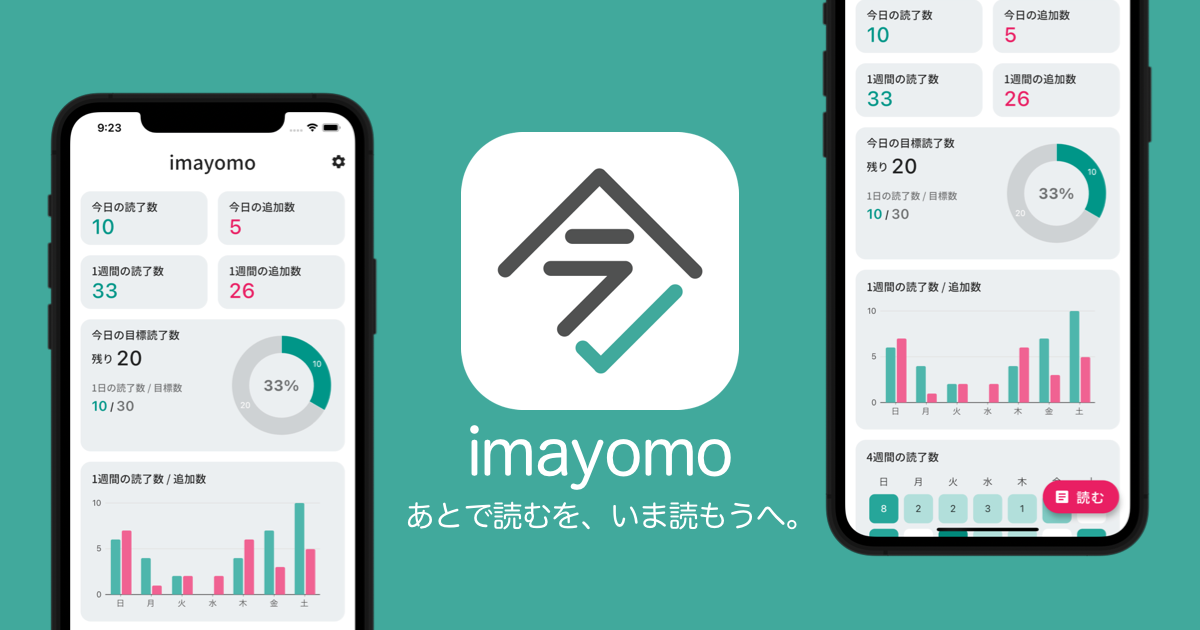 9:23
imayomo
今日の読了数
10
今日の追加数
5
1週間の読了数
33
1週間の追加数
26
今日の目標読了数
残り 20
1日の読了数 / 目標数
10 / 30
10
33%
20
1週間の読了数 / 追加数
10
5
0
日 月 火 水 木 金 土
imayomo
あとで読むを、いま読もうへ。
今日の読了数
10
今日の追加数
5
1週間の読了数
33
1週間の追加数
26
今日の目標読了数
残り 20
1日の読了数 / 目標数
10 / 30
10
33%
20
1週間の読了数 / 追加数
10
5
0
日 月 火 水 木 金 土
4週間の読了数
日 月 火 水 木
8 2 2 3 1
読む